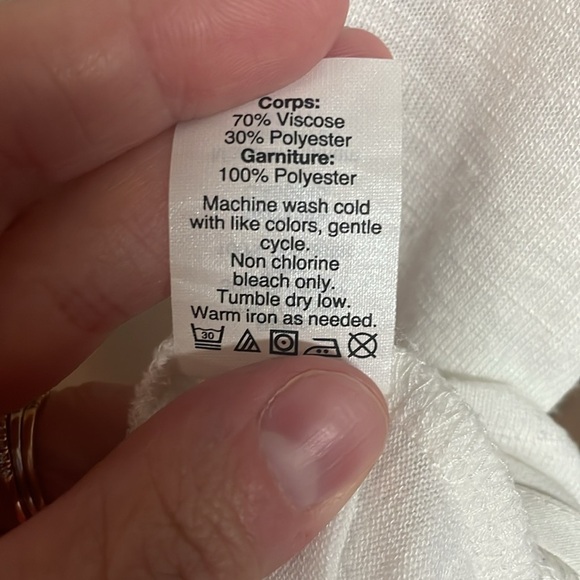 Corps:
70% Viscose
30% Polyester
Garniture:
100% Polyester
Machine wash cold
with like colors, gentle
cycle.
Non chlorine
bleach only.
Tumble dry low.
Warm iron as needed.
30